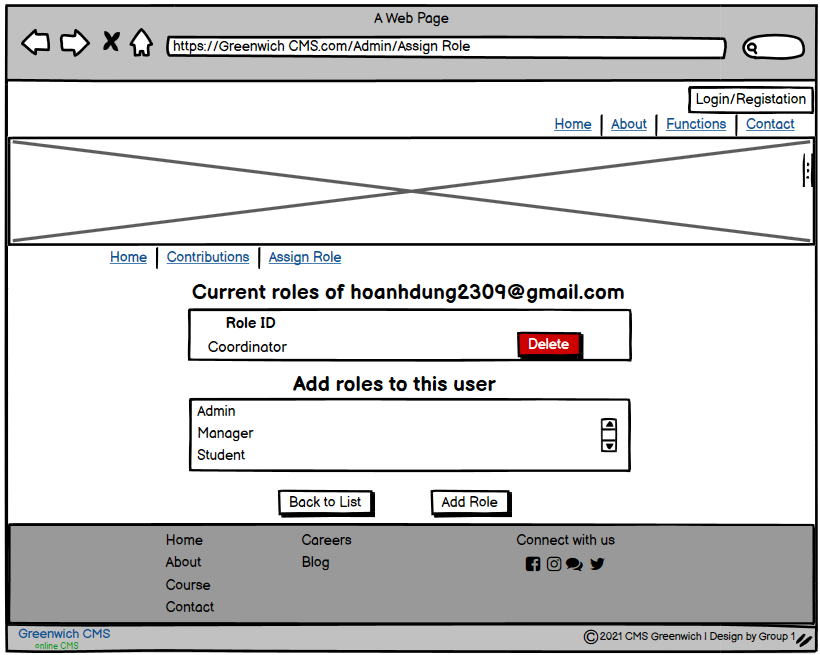 A Web Page
https://Greenwich CMS.com/Admin/Assign Role
Login/Registation
Home About Functions Contact
Home Contributions Assign Role
Current roles of hoanhdung2309@gmail.com
Role ID
Coordinator Delete
Add roles to this user
Admin
Manager
Student
Back to List Add Role
Home Careers Connect with us
About Blog
Course
Contact
Greenwich CMS
online CMS
©2021 CMS Greenwich I Design by Group 1